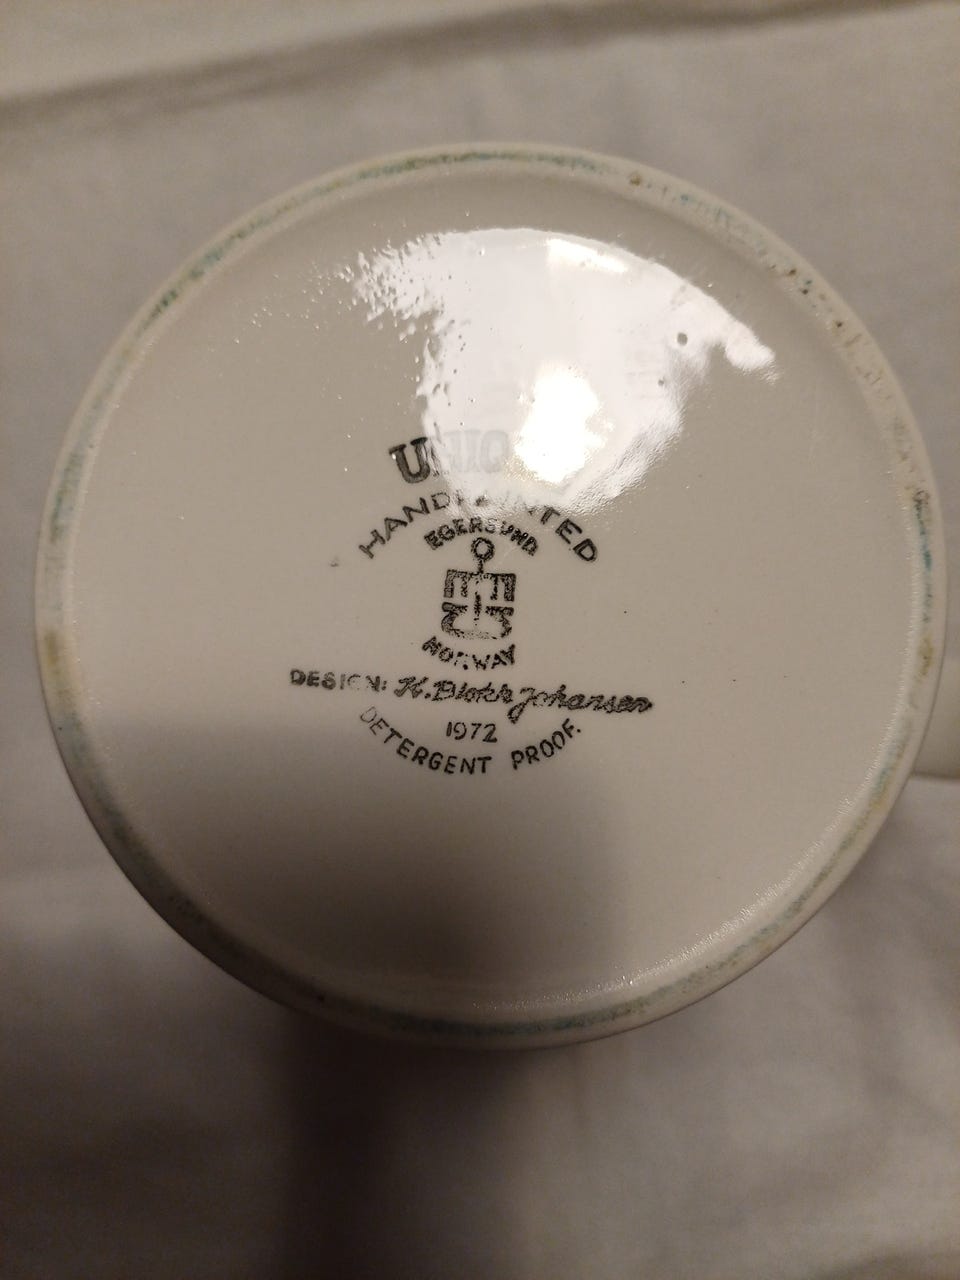 HANDPAINTED
EGERSUND
NORWAY
DESIGN: K. Blokk Johansen
1972
DETERGENT PROOF.